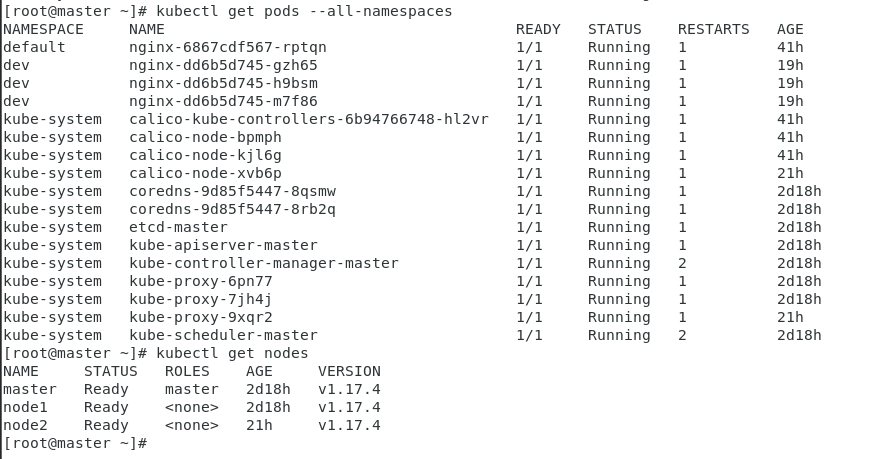 [root@master ~]# kubectl get pods --all-namespaces
NAMESPACE     NAME                                       READY   STATUS    RESTARTS   AGE
default       nginx-6867cdf567-rptqn                     1/1     Running   1          41h
dev           nginx-dd6b5d745-gzh65                      1/1     Running   1          19h
dev           nginx-dd6b5d745-h9bsm                      1/1     Running   1          19h
dev           nginx-dd6b5d745-m7f86                      1/1     Running   1          19h
kube-system   calico-kube-controllers-6b94766748-hl2vr   1/1     Running   1          41h
kube-system   calico-node-bpmph                          1/1     Running   1          41h
kube-system   calico-node-kjl6g                          1/1     Running   1          41h
kube-system   calico-node-xvb6p                          1/1     Running   1          21h
kube-system   coredns-9d85f5447-8qsmw                    1/1     Running   1          2d18h
kube-system   coredns-9d85f5447-8rb2q                    1/1     Running   1          2d18h
kube-system   etcd-master                                1/1     Running   1          2d18h
kube-system   kube-apiserver-master                      1/1     Running   1          2d18h
kube-system   kube-controller-manager-master             1/1     Running   2          2d18h
kube-system   kube-proxy-6pn77                           1/1     Running   1          2d18h
kube-system   kube-proxy-7jh4j                           1/1     Running   1          2d18h
kube-system   kube-proxy-9xqr2                           1/1     Running   1          21h
kube-system   kube-scheduler-master                      1/1     Running   2          2d18h
[root@master ~]# kubectl get nodes
NAME     STATUS   ROLES    AGE     VERSION
master   Ready    master   2d18h   v1.17.4
node1    Ready    <none>   2d18h   v1.17.4
node2    Ready    <none>   21h     v1.17.4
[root@master ~]#